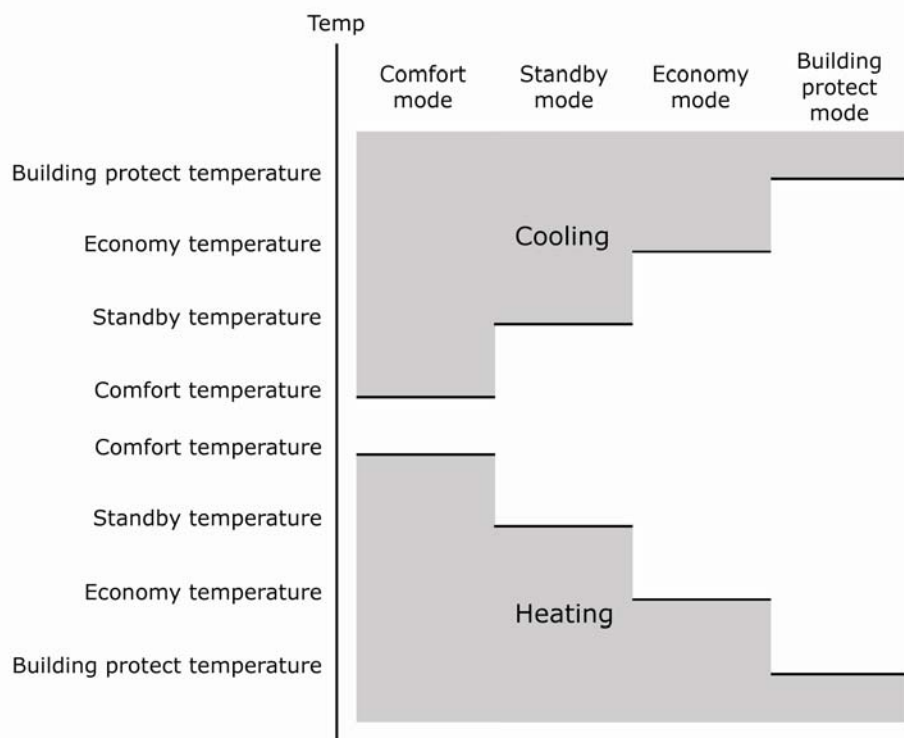 Temp
Comfort
mode
Standby
mode
Economy
mode
Building
protect
mode
Building protect temperature
Economy temperature
Cooling
Standby temperature
Comfort temperature
Comfort temperature
Standby temperature
Economy temperature
Heating
Building protect temperature